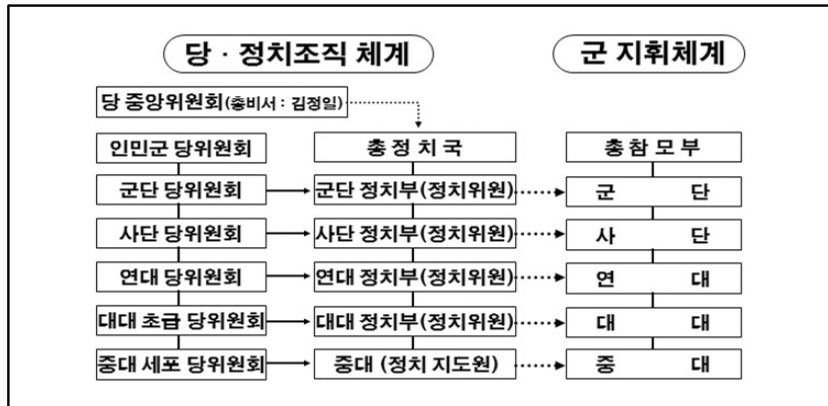 당 · 정치조직 체계 군 지휘체계
당 중앙위원회(총비서 : 김정일)
인민군 당위원회 총 정 치 국 총 참 모 부
군단 당위원회 군단 정치부(정치위원) 군 단
사단 당위원회 사단 정치부(정치위원) 사 단
연대 당위원회 연대 정치부(정치위원) 연 대
대대 초급 당위원회 대대 정치부(정치위원) 대 대
중대 세포 당위원회 중대 (정치 지도원) 중 대